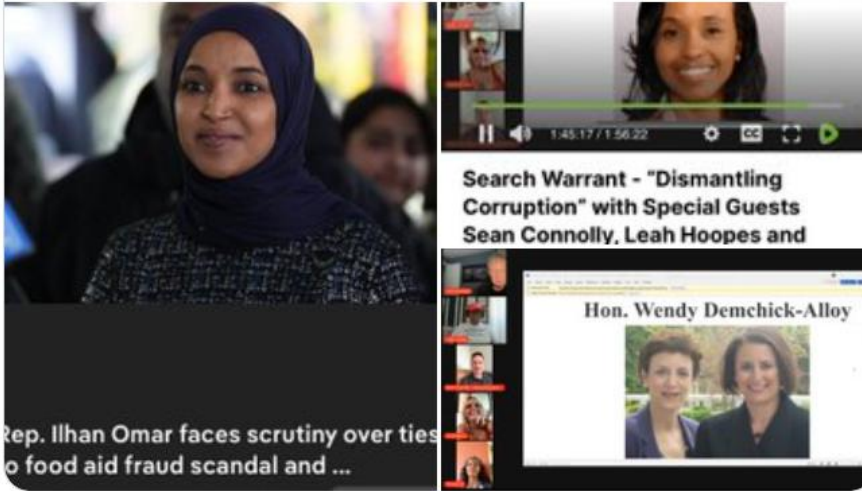 Rep. Ilhan Omar faces scrutiny over ties
o food aid fraud scandal and ...
1:45:17 / 1:56:22
CC
Search Warrant - "Dismantling
Corruption" with Special Guests
Sean Connolly, Leah Hoopes and
Hon. Wendy Demchick-Alloy